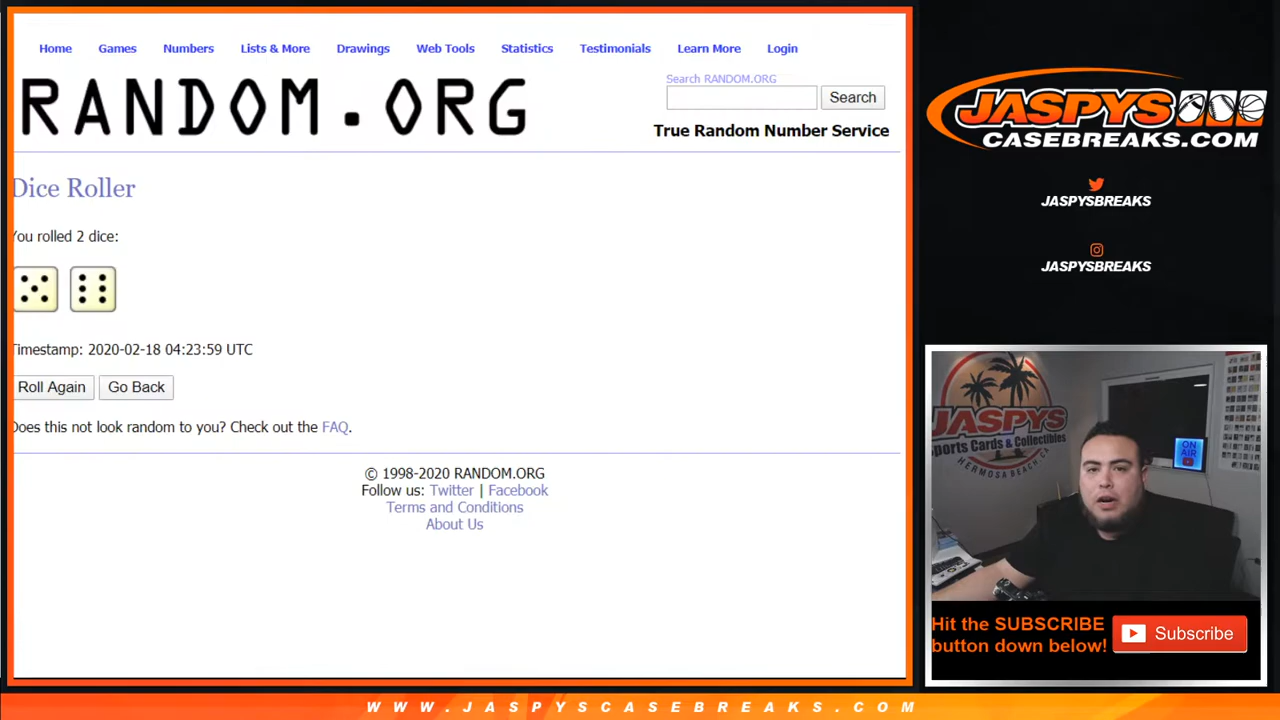 Home Games Numbers Lists & More Drawings Web Tools Statistics Testimonials Learn More Login
RANDOM.ORG
Search RANDOM.ORG
Search
True Random Number Service
Dice Roller
You rolled 2 dice:
Timestamp: 2020-02-18 04:23:59 UTC
Roll Again Go Back
Does this not look random to you? Check out the FAQ.
© 1998-2020 RANDOM.ORG
Follow us: Twitter | Facebook
Terms and Conditions
About Us
JASPYS
CASEBREAKS.COM
JASPYSBREAKS
JASPYSBREAKS
JASPYS
Sports Cards & Collectibles
HERMOSA BEACH, CA
ON
AIR
Hit the SUBSCRIBE
button down below!
Subscribe
WWW.JASPYSCASEBREAKS.COM